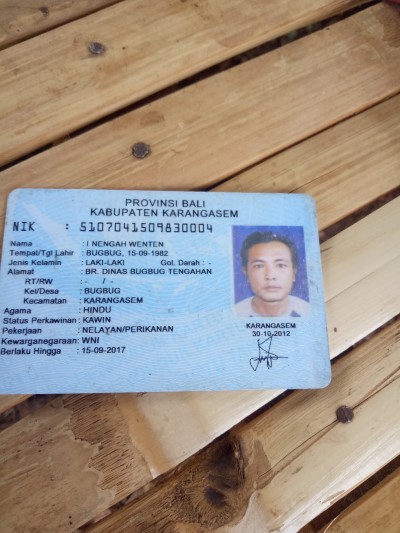 PROVINSI BALI
KABUPATEN KARANGASEM
NIK : 5107041509830004
Nama : I NENGAH WENTEN
Tempat/Tgl Lahir : BUGBUG, 15-09-1982
Jenis Kelamin : LAKI-LAKI Gol. Darah : -
Alamat : BR. DINAS BUGBUG TENGAHAN
RT/RW : - / -
Kel/Desa : BUGBUG
Kecamatan : KARANGASEM
Agama : HINDU
Status Perkawinan : KAWIN
Pekerjaan : NELAYAN/PERIKANAN
Kewarganegaraan: WNI
Berlaku Hingga : 15-09-2017
KARANGASEM
30-10-2012